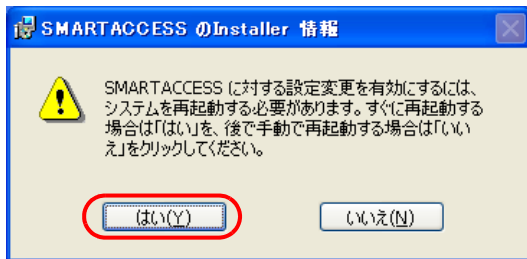 SMARTACCESS のInstaller 情報
SMARTACCESS に対する設定変更を有効にするには、
システムを再起動する必要があります。すぐに再起動する
場合は「はい」を、後で手動で再起動する場合は「いい
え」をクリックしてください。
はい(Y)
いいえ(N)